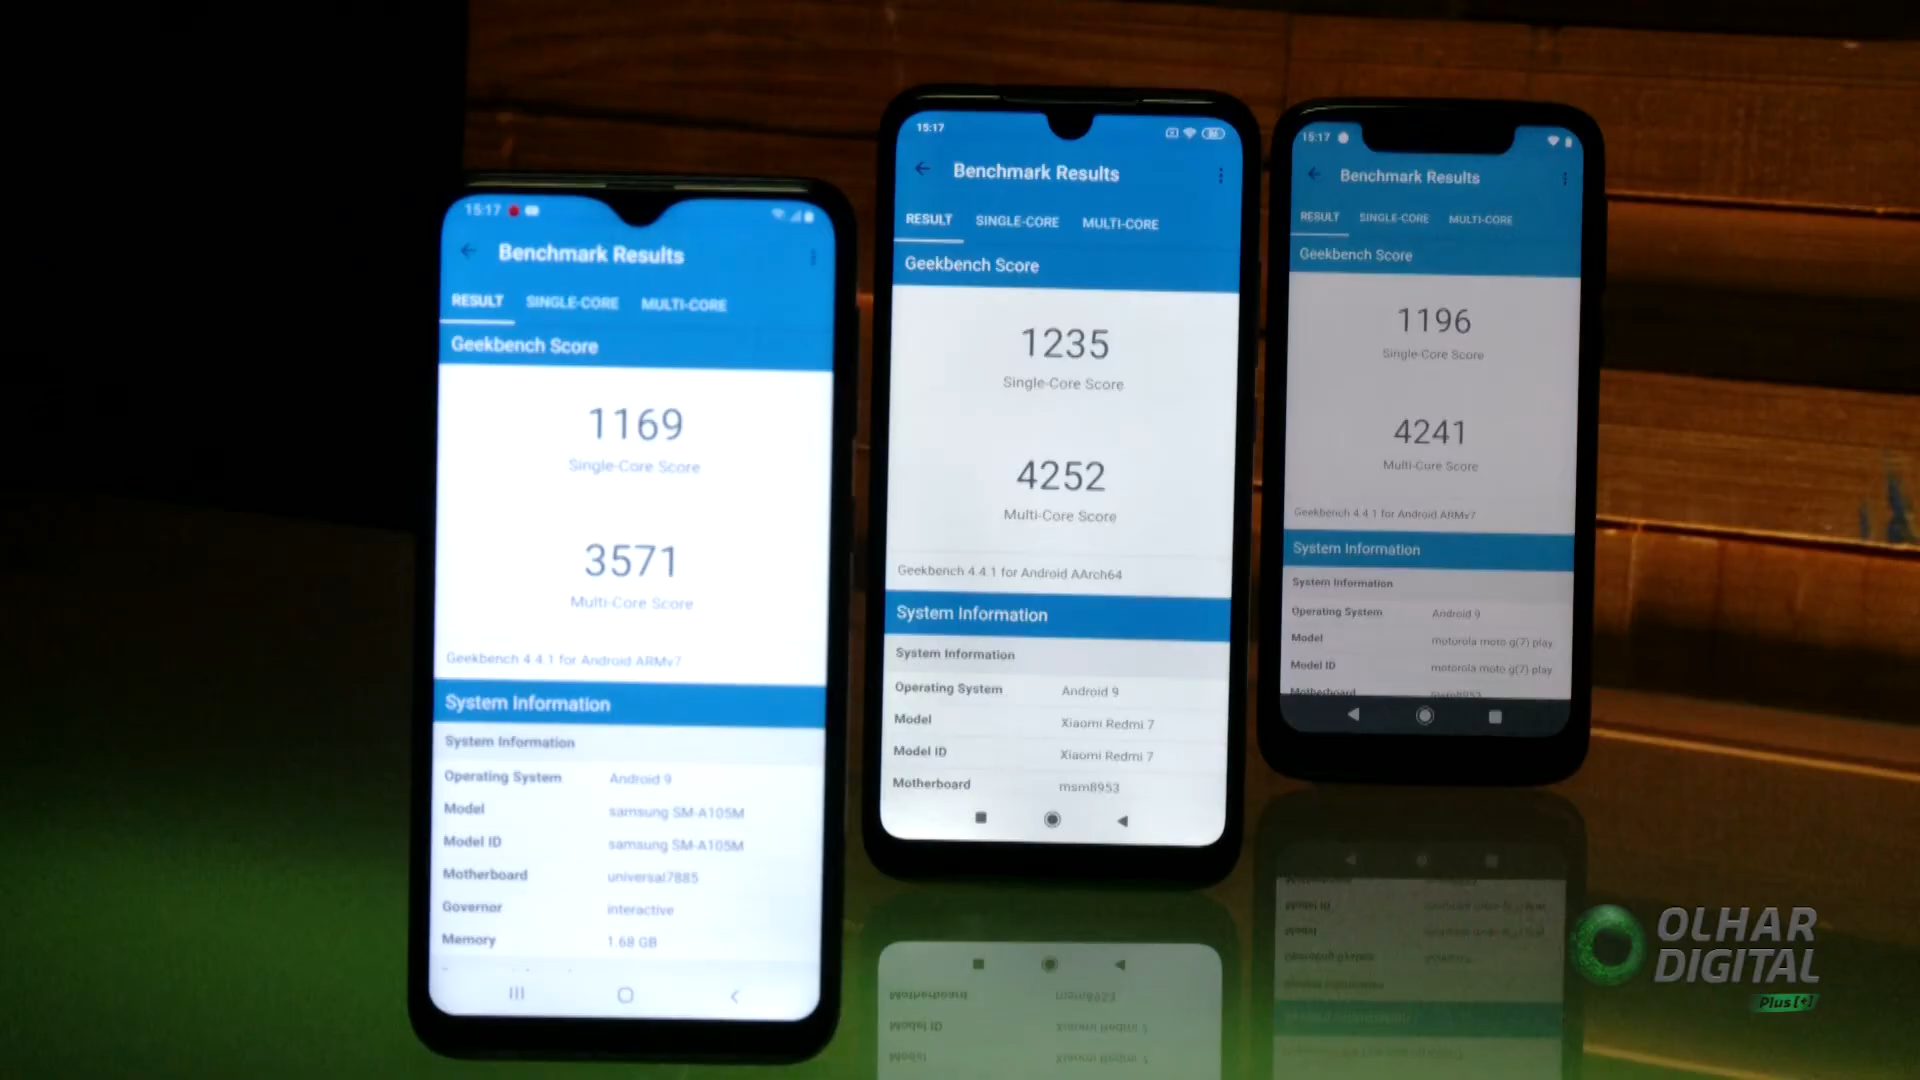 15:17
Benchmark Results
RESULT SINGLE-CORE MULTI-CORE
Geekbench Score
1169
Single-Core Score
3571
Multi-Core Score
Geekbench 4.4.1 for Android ARMv7
System Information
System Information
Operating System Android 9
Model samsung SM-A105M
Model ID samsung SM-A105M
Motherboard universal7885
Governor interactive
Memory 1.68 GB
15:17
Benchmark Results
RESULT SINGLE-CORE MULTI-CORE
Geekbench Score
1235
Single-Core Score
4252
Multi-Core Score
Geekbench 4.4.1 for Android AArch64
System Information
System Information
Operating System Android 9
Model Xiaomi Redmi 7
Model ID Xiaomi Redmi 7
Motherboard msm8953
15:17
Benchmark Results
RESULT SINGLE-CORE MULTI-CORE
Geekbench Score
1196
Single-Core Score
4241
Multi-Core Score
Geekbench 4.4.1 for Android ARMv7
System Information
System Information
Operating System Android 9
Model motorola moto g(7) play
Model ID motorola moto g(7) play
Motherboard msm8953
OLHAR
DIGITAL
Plus[+]